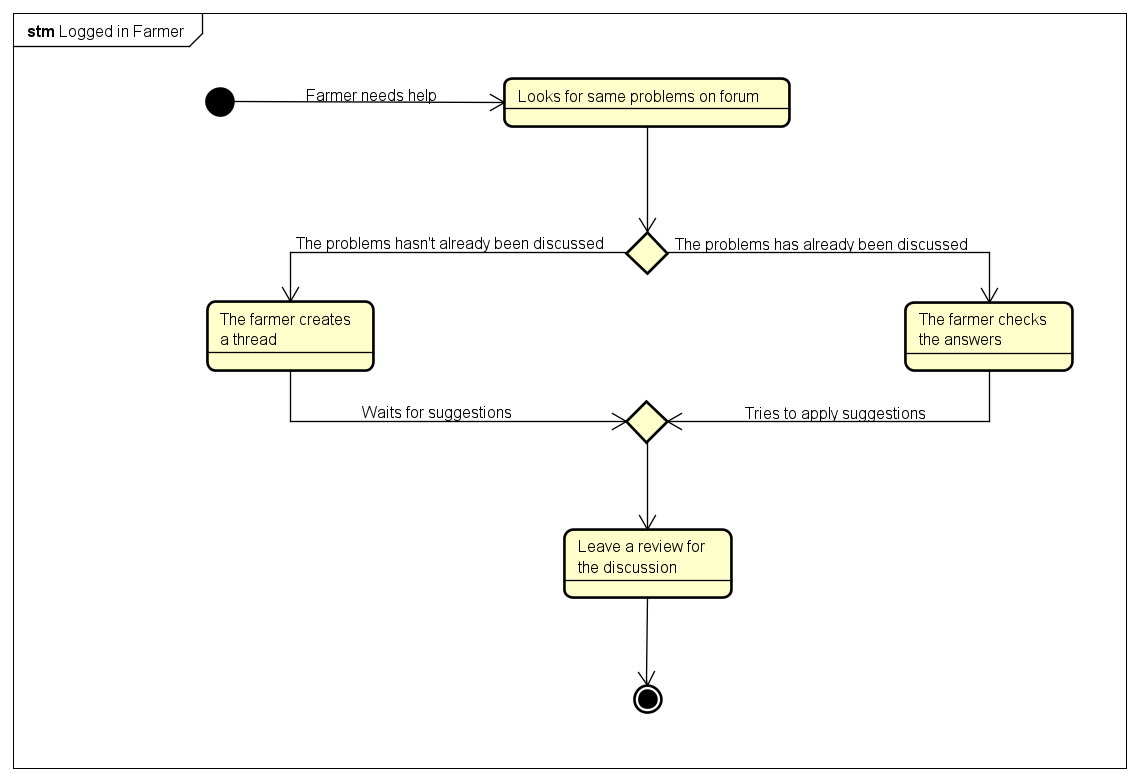 stm Logged in Farmer
Farmer needs help
Looks for same problems on forum
The problems hasn't already been discussed
The problems has already been discussed
The farmer creates
a thread
The farmer checks
the answers
Waits for suggestions
Tries to apply suggestions
Leave a review for
the discussion